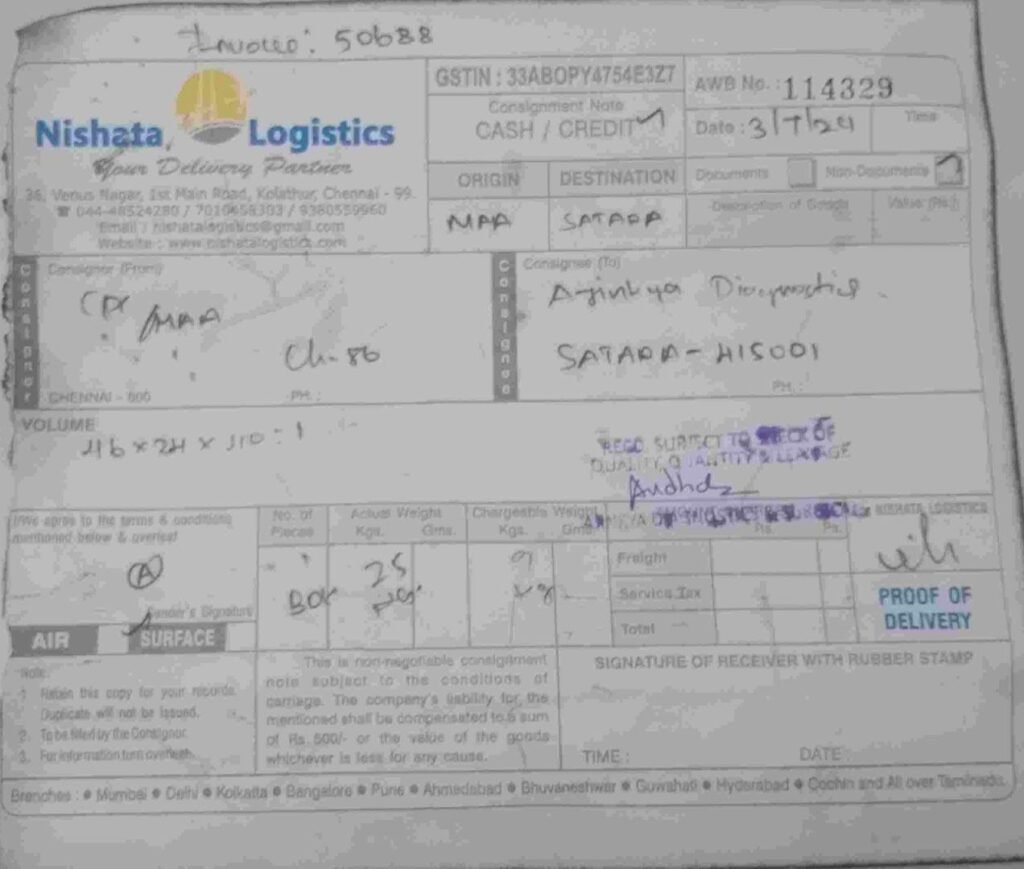 Invoice: 50688
Nishata Logistics
Your Delivery Partner
36, Venus Nagar, 1st Main Road, Kolathur, Chennai - 99.
☎ 044-48524280 / 7010458303 / 9380559960
Email : nishatalogistics@gmail.com
Website : www.nishatalogistics.com
GSTIN : 33ABOPY4754E3Z7
Consignment Note
CASH / CREDIT
AWB No. : 114329
Date : 3/7/24
Time
ORIGIN
DESTINATION
MAA
SATARA
Documents
Non-Documents
Description of Goods
Value (Rs.)
Consignor
Consignor (From)
CPC/MAA
Ch-86
CHENNAI - 600
PH. :
Consignee
Consignee (To)
Ajinkya Diagnostics.
SATARA - 415001
PH. :
VOLUME
46 x 24 x 110 : 1
RECD. SUBJECT TO CHECK OF
QUALITY, QUANTITY & LEAKAGE
I/We agree to the terms & conditions
mentioned below & overleaf
Sender's Signature
AIR
SURFACE
No. of
Pieces
Actual Weight
Kgs. Gms.
Chargeable Weight
Kgs. Gms.
BOX
25
Rs. Ps.
Freight
Service Tax
Total
For NISHATA LOGISTICS
PROOF OF
DELIVERY
Note:
1. Retain this copy for your records.
Duplicate will not be issued.
2. To be filled by the Consignor.
3. For information turn overleaf.
This is non-negotiable consignment
note subject to the conditions of
carriage. The company's liability for the
mentioned shall be compensated to a sum
of Rs. 500/- or the value of the goods
whichever is less for any cause.
SIGNATURE OF RECEIVER WITH RUBBER STAMP
TIME :
DATE
Branches : ● Mumbai ● Delhi ● Kolkatta ● Bangalore ● Pune ● Ahmedabad ● Bhuvaneshwar ● Guwahati ● Hyderabad ● Cochin and All over Tamilnadu.